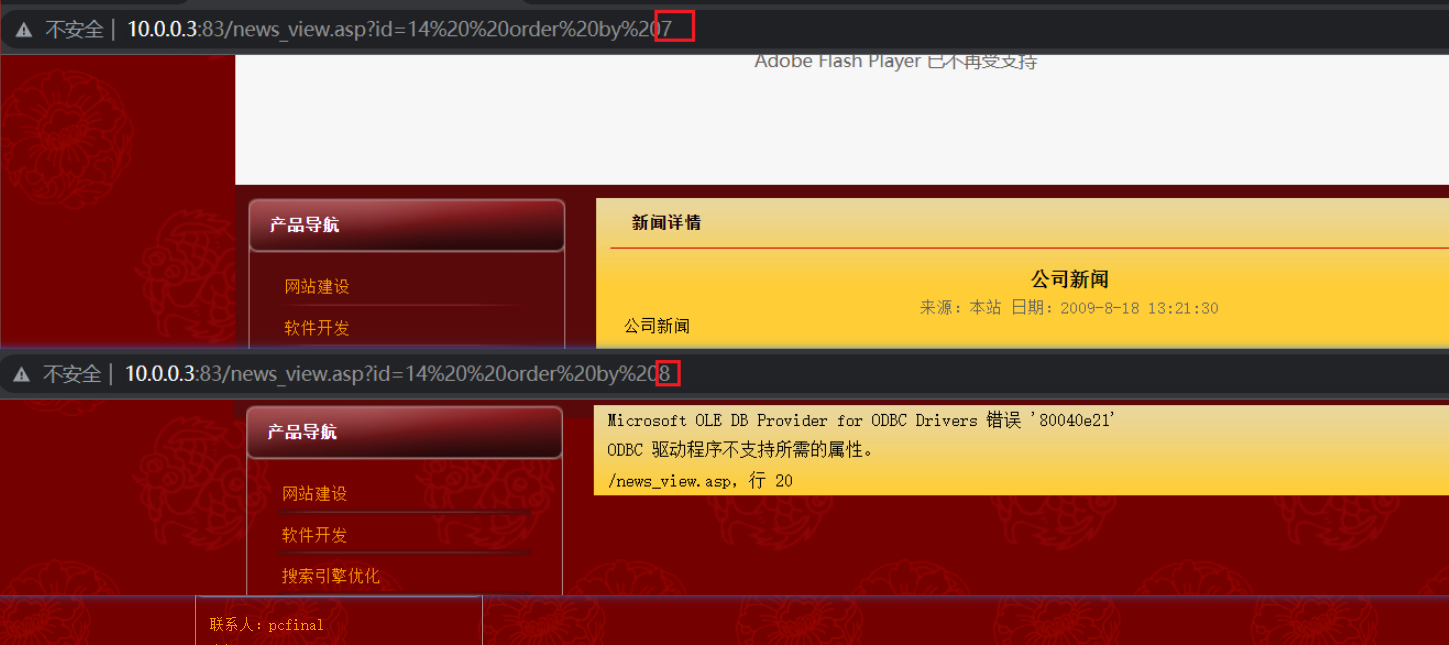 不安全 | 10.0.0.3:83/news_view.asp?id=14%20%20order%20by%207
Adobe Flash Player 已不再受支持
产品导航
网站建设
软件开发
新闻详情
公司新闻
来源: 本站 日期: 2009-8-18 13:21:30
公司新闻
不安全 | 10.0.0.3:83/news_view.asp?id=14%20%20order%20by%208
产品导航
网站建设
软件开发
搜索引擎优化
Microsoft OLE DB Provider for ODBC Drivers 错误 '80040e21'
ODBC 驱动程序不支持所需的属性。
/news_view.asp，行 20
联系人: pcfinal